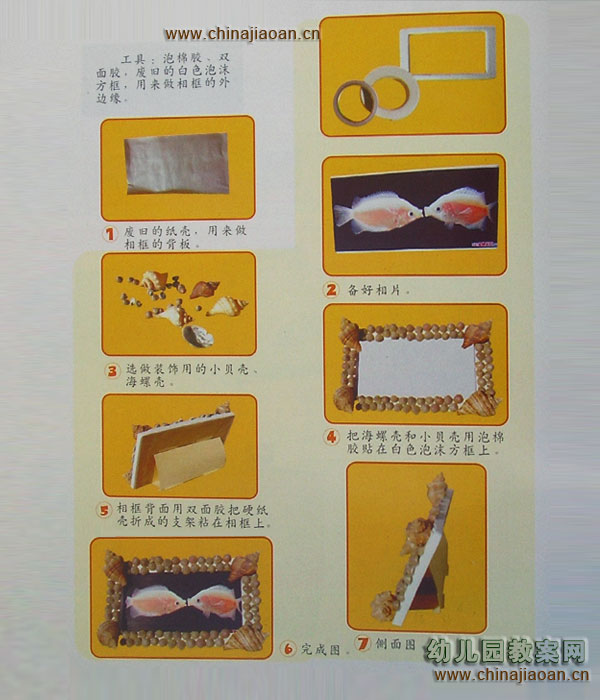 www.chinajiaoan.cn
工具：泡棉胶、双
面胶，废旧的白色泡沫
方框，用来做相框的外
边缘。
1 废旧的纸壳，用来做
相框的背板。
2 备好相片。
3 选做装饰用的小贝壳、
海螺壳。
4 把海螺壳和小贝壳用泡棉
胶贴在白色泡沫方框上。
5 相框背面用双面胶把硬纸
壳折成的支架粘在相框上。
6 完成图。
7 侧面图
幼儿园教案网
www.chinajiaoan.cn